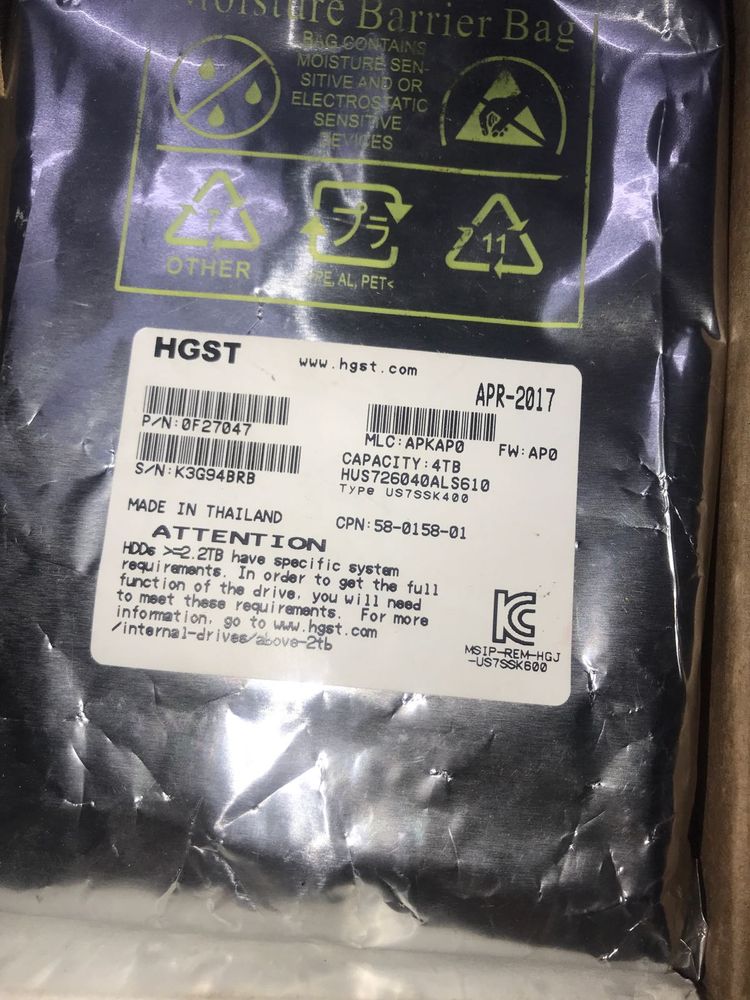 Moisture Barrier Bag
BAG CONTAINS
MOISTURE SEN-
SITIVE AND OR
ELECTROSTATIC
SENSITIVE
DEVICES
7
OTHER
プラ
PE, AL, PET<
11
HGST
www.hgst.com
APR-2017
P/N:0F27047
MLC:APKAP0
FW:AP0
S/N:K3G94BRB
CAPACITY:4TB
HUS726040ALS610
Type US7SSK400
MADE IN THAILAND
CPN:58-0158-01
ATTENTION
HDDs >=2.2TB have specific system
requirements. In order to get the full
function of the drive, you will need
to meet these requirements. For more
information, go to www.hgst.com
/internal-drives/above-2tb
MSIP-REM-HGJ
-US7SSK600